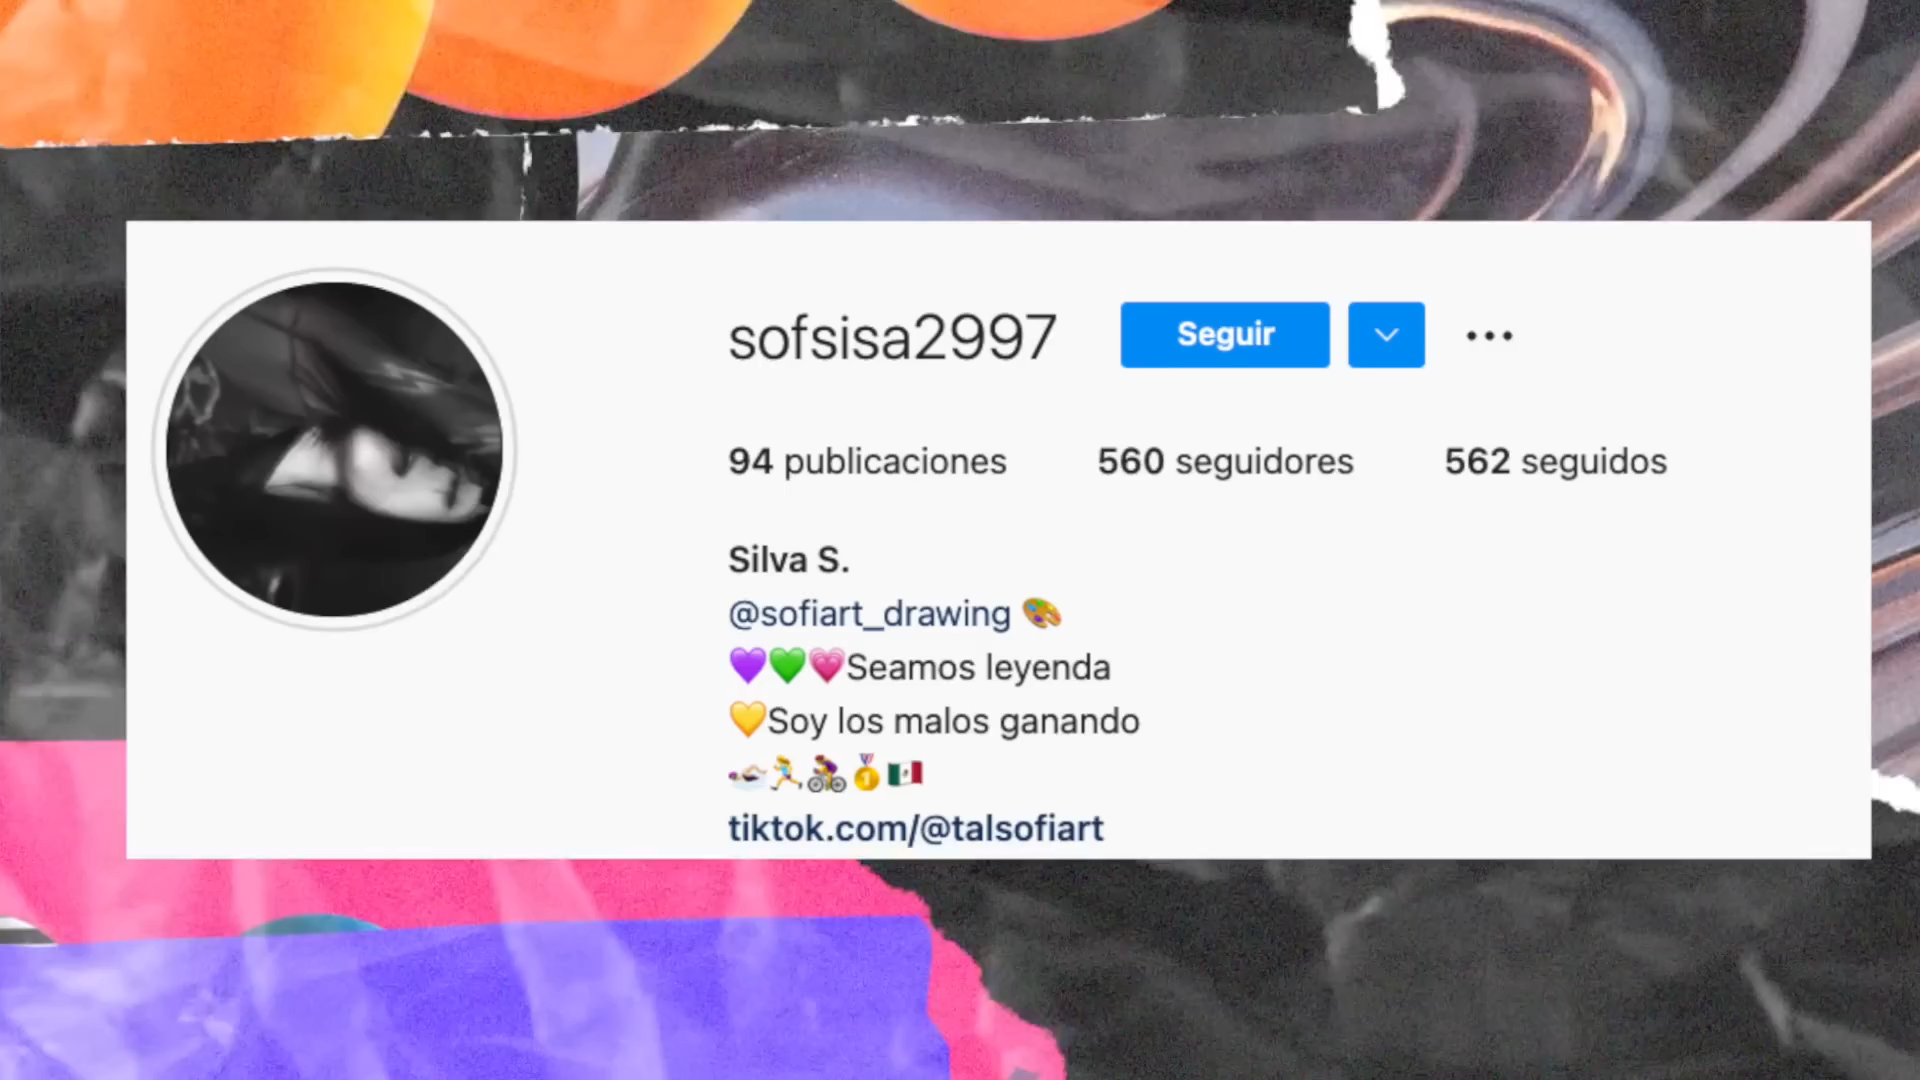 sofsisa2997 Seguir
94 publicaciones 560 seguidores 562 seguidos
Silva S.
@sofiart_drawing 🎨
💜💚💗Seamos leyenda
💛Soy los malos ganando
🏊🏃🚴🥇🇲🇽
tiktok.com/@talsofiart